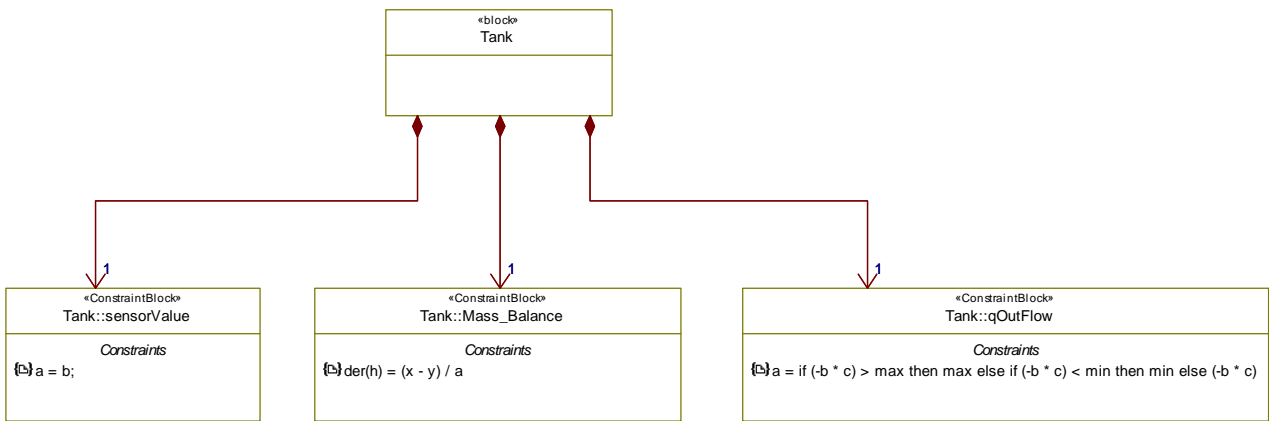 «block»
Tank
1
1
1
«ConstraintBlock»
Tank::sensorValue
Constraints
a = b;
«ConstraintBlock»
Tank::Mass_Balance
Constraints
der(h) = (x - y) / a
«ConstraintBlock»
Tank::qOutFlow
Constraints
a = if (-b * c) > max then max else if (-b * c) < min then min else (-b * c)